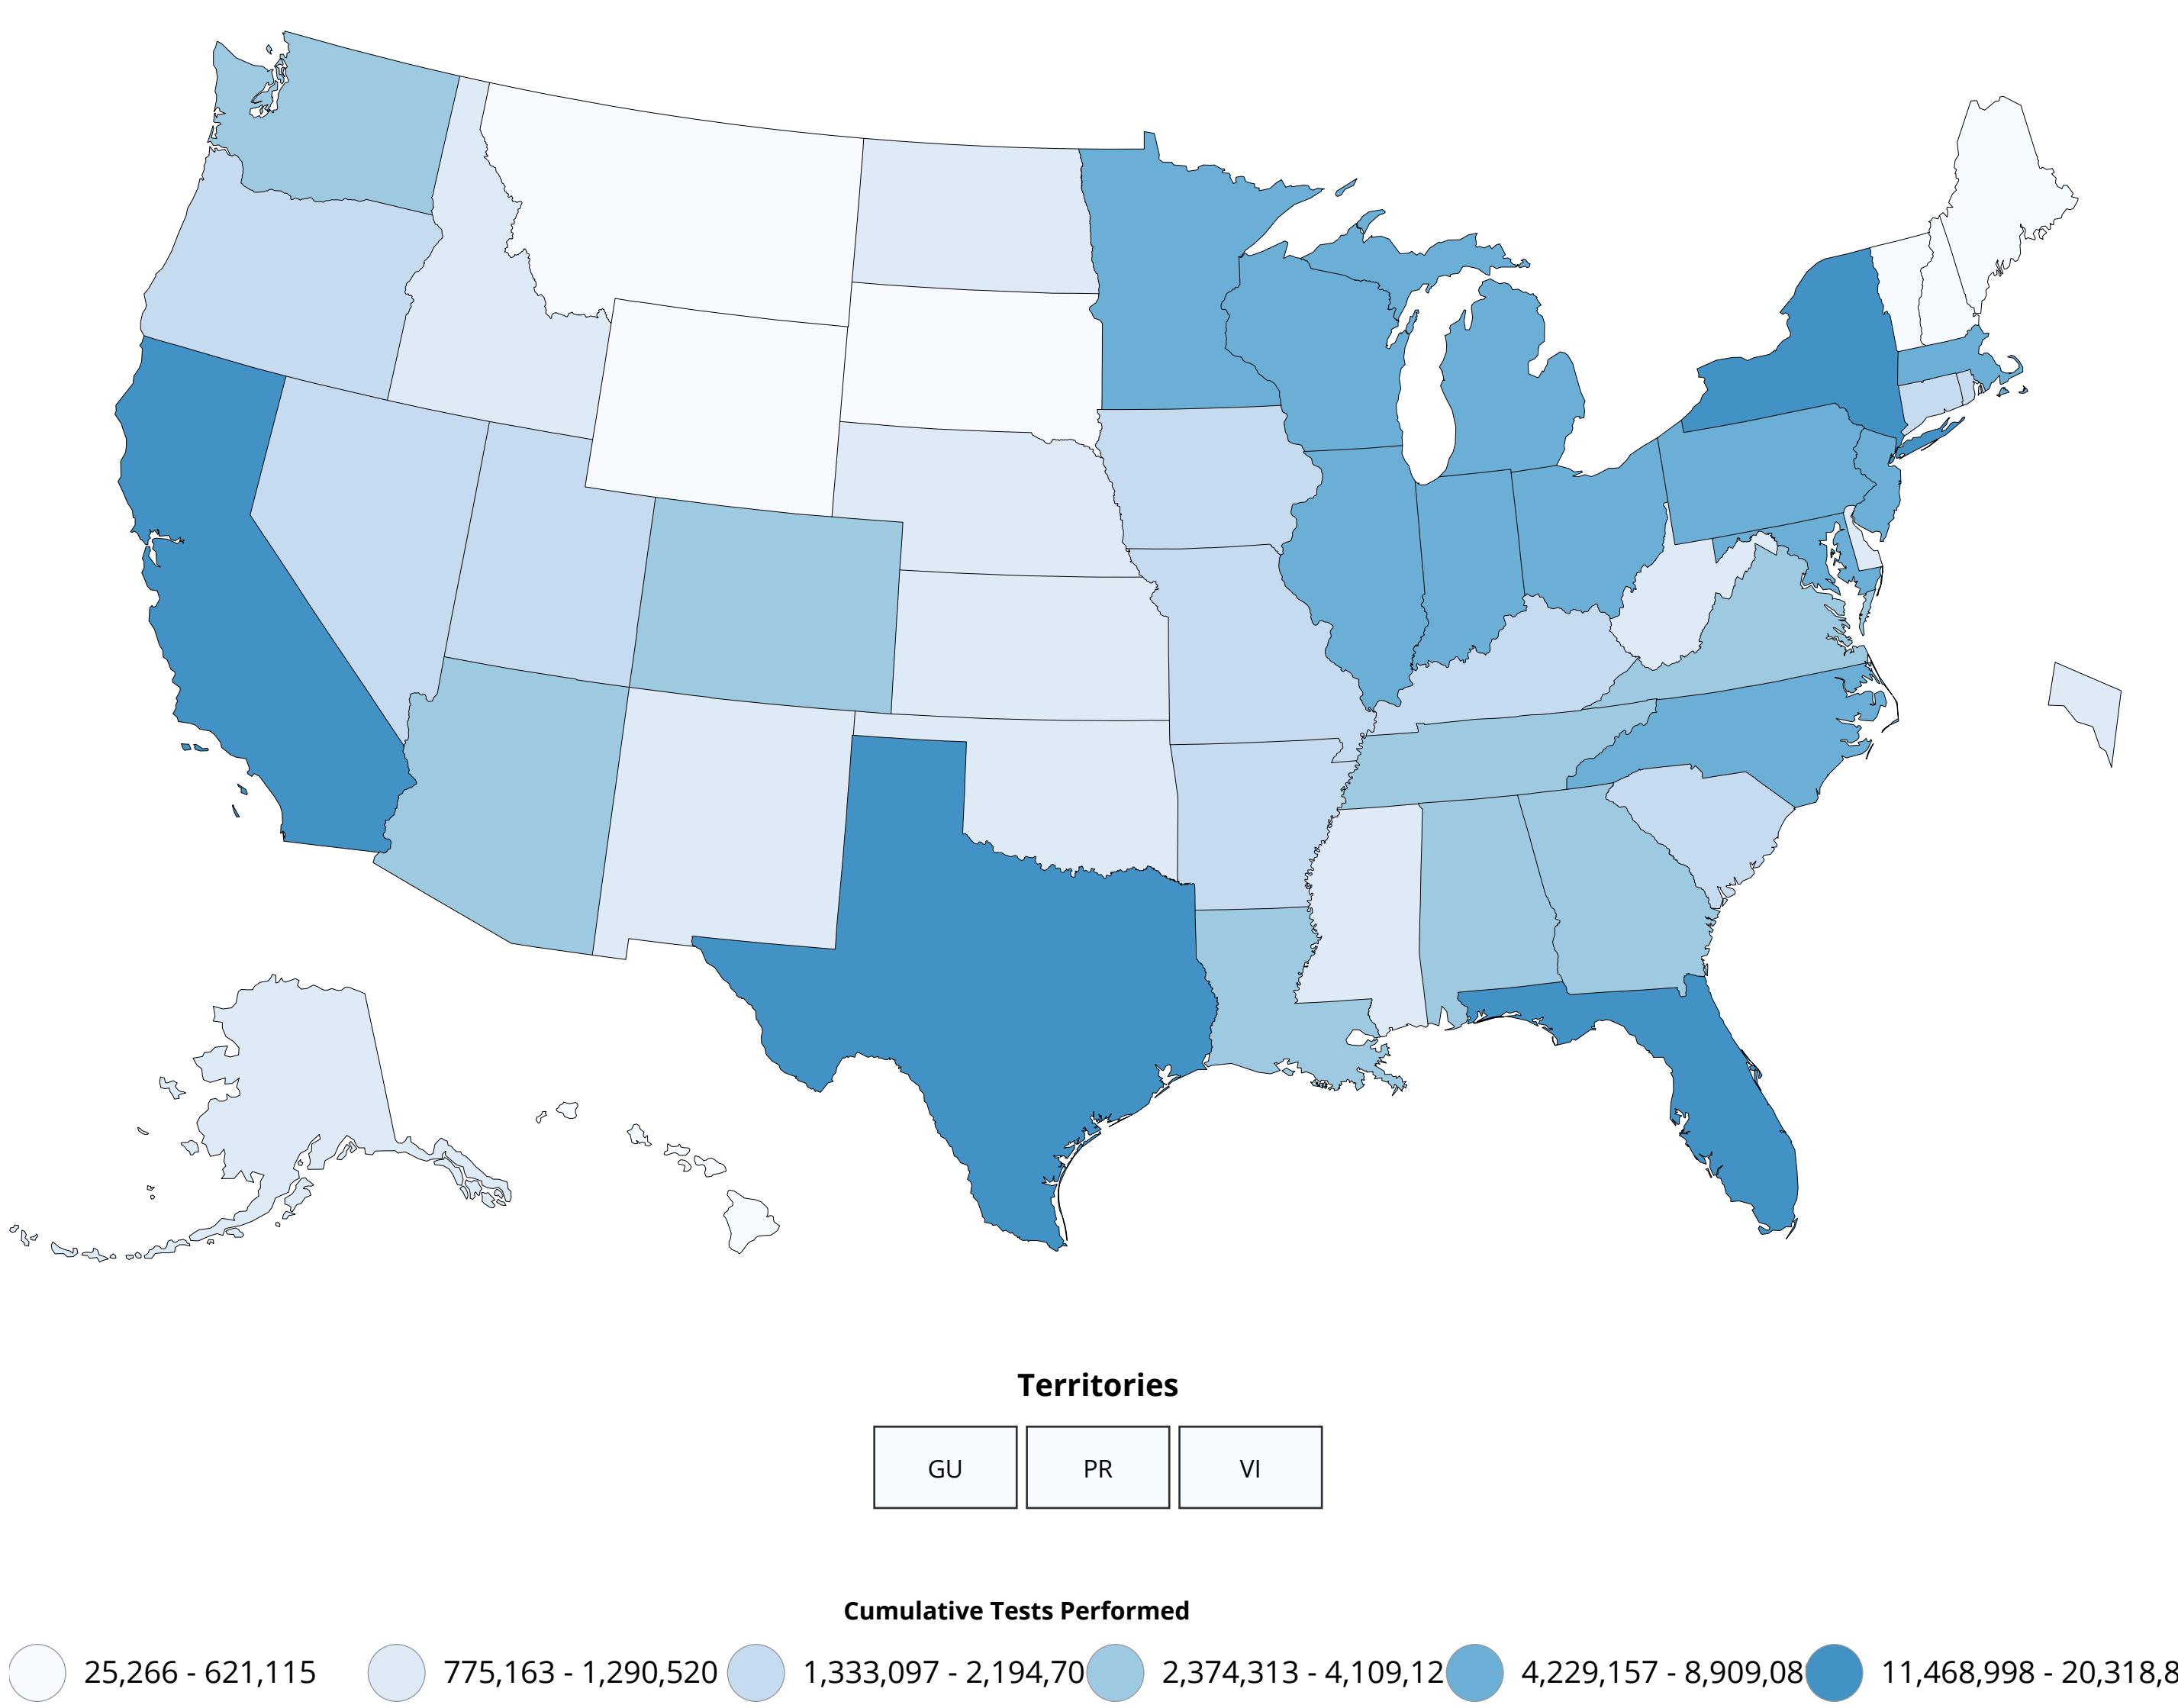 Territories
GU PR VI
Cumulative Tests Performed
25,266 - 621,115 775,163 - 1,290,520 1,333,097 - 2,194,70 2,374,313 - 4,109,12 4,229,157 - 8,909,08 11,468,998 - 20,318,8